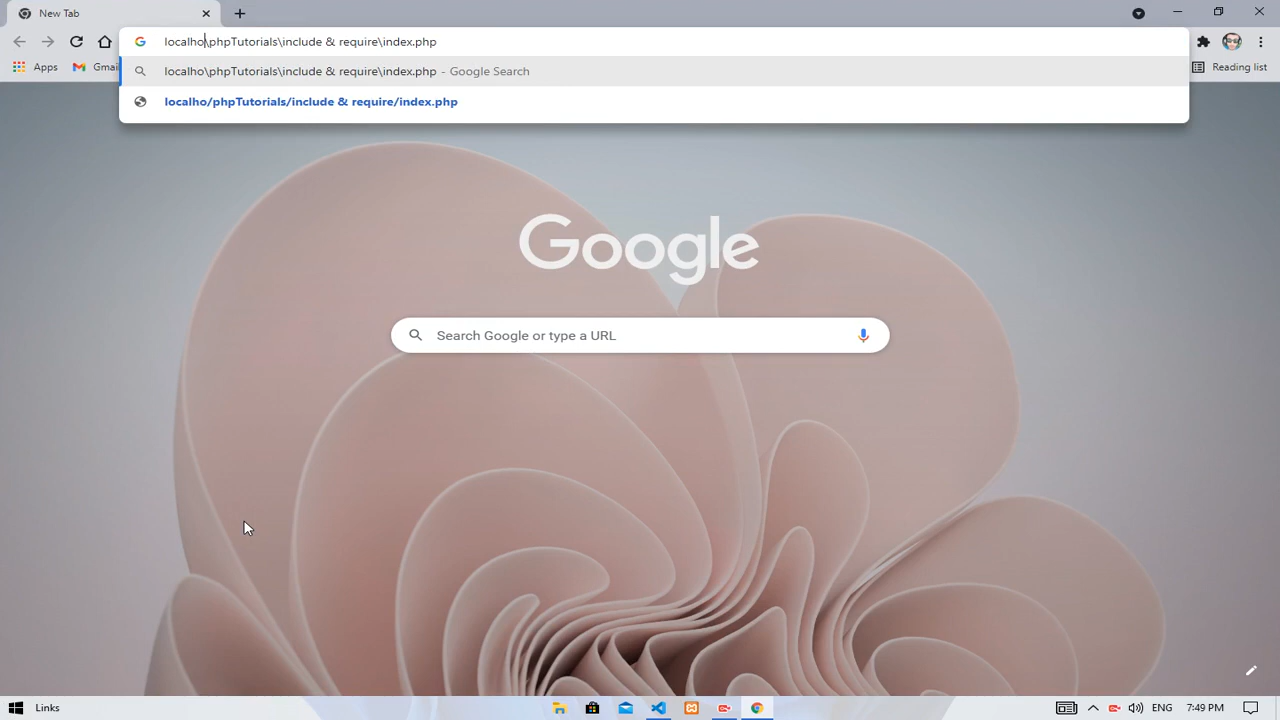 New Tab
localho\phpTutorials\include & require\index.php
Apps
Gmai
Reading list
localho\phpTutorials\include & require\index.php - Google Search
localho/phpTutorials/include & require/index.php
Google
Search Google or type a URL
Links
ENG
7:49 PM